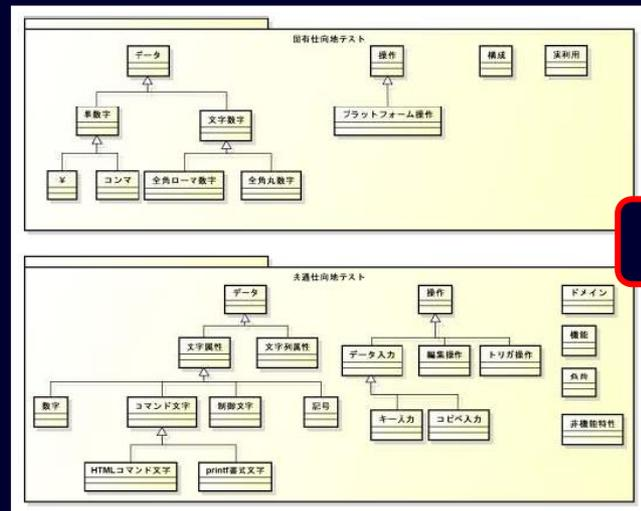 固有仕向地テスト
データ
操作
構成
実利用
単数字
文字数字
プラットフォーム操作
¥
コンマ
全角ローマ数字
全角丸数字
共通仕向地テスト
データ
操作
ドメイン
機能
文字属性
文字列属性
データ入力
編集操作
トリガ操作
負荷
数字
コマンド文字
制御文字
記号
キー入力
コピペ入力
非機能特性
HTMLコマンド文字
printf書式文字